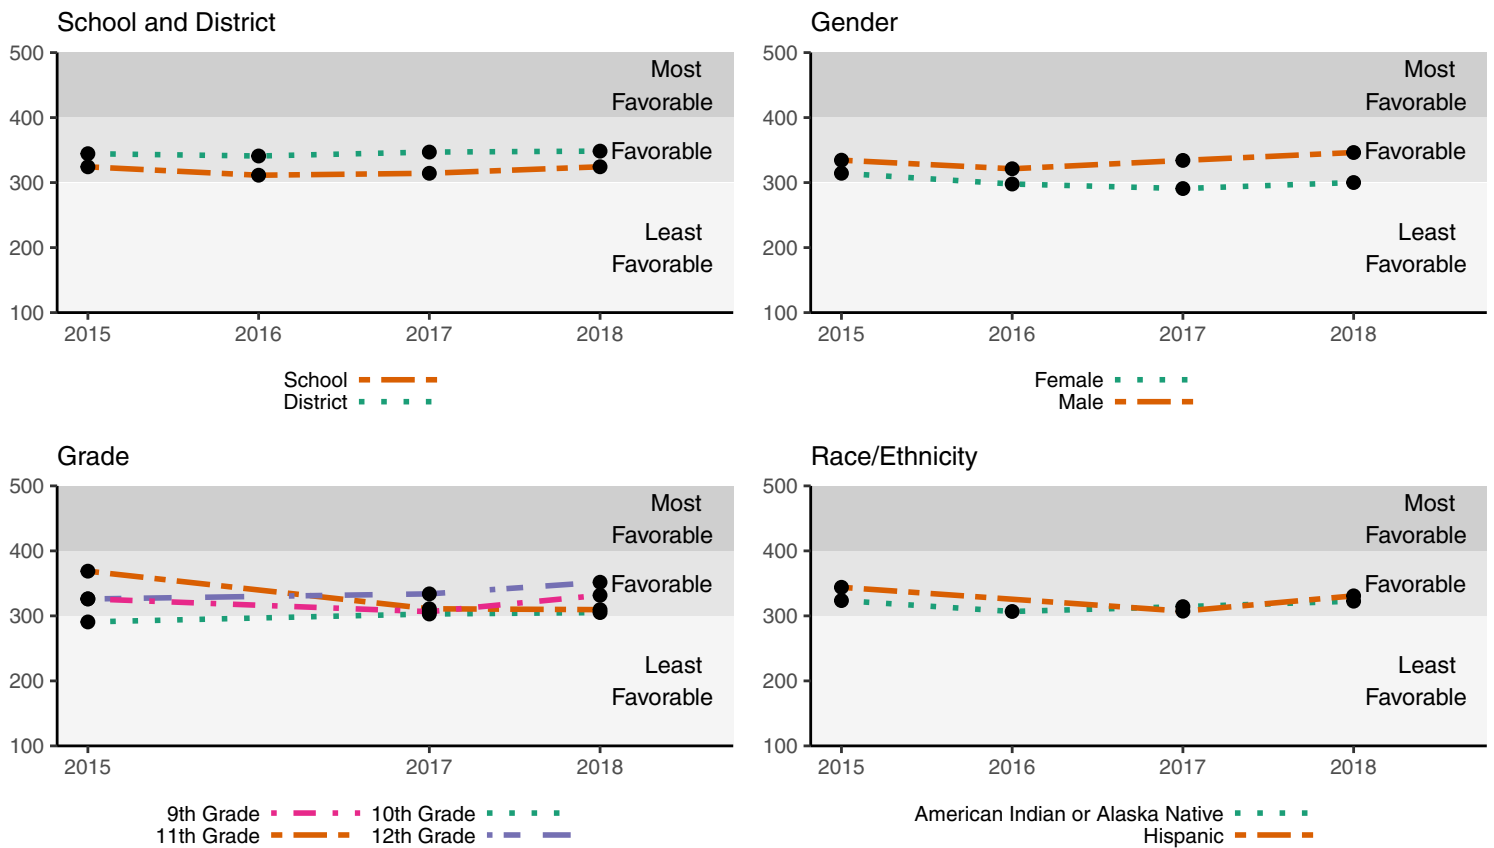 School and District
500
400
300
200
100
Most
Favorable
Favorable
Least
Favorable
2015 2016 2017 2018
School
District
Gender
500
400
300
200
100
Most
Favorable
Favorable
Least
Favorable
2015 2016 2017 2018
Female
Male
Grade
500
400
300
200
100
Most
Favorable
Favorable
Least
Favorable
2015 2017 2018
9th Grade 10th Grade
11th Grade 12th Grade
Race/Ethnicity
500
400
300
200
100
Most
Favorable
Favorable
Least
Favorable
2015 2016 2017 2018
American Indian or Alaska Native
Hispanic